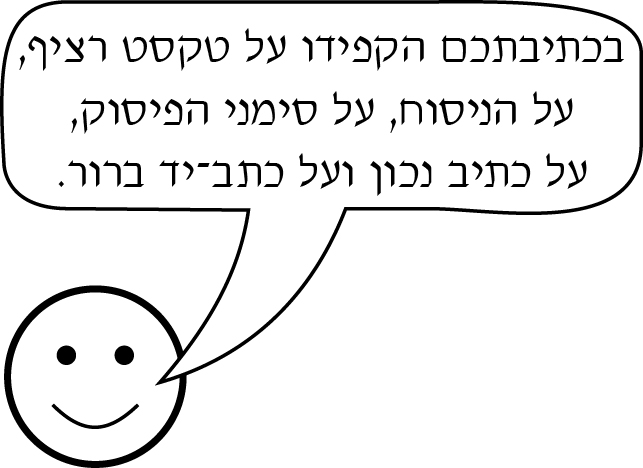 בכתיבתכם הקפידו על טקסט רציף,
על הניסוח, על סימני הפיסוק,
על כתיב נכון ועל כתב־יד ברור.